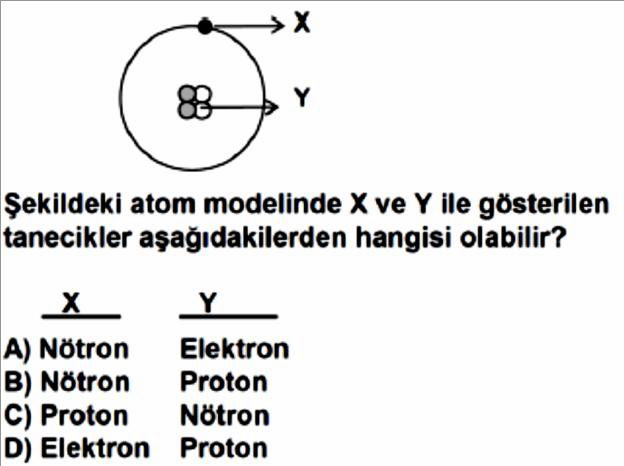 X
Y
Şekildeki atom modelinde X ve Y ile gösterilen
tanecikler aşağıdakilerden hangisi olabilir?
X Y
A) Nötron Elektron
B) Nötron Proton
C) Proton Nötron
D) Elektron Proton